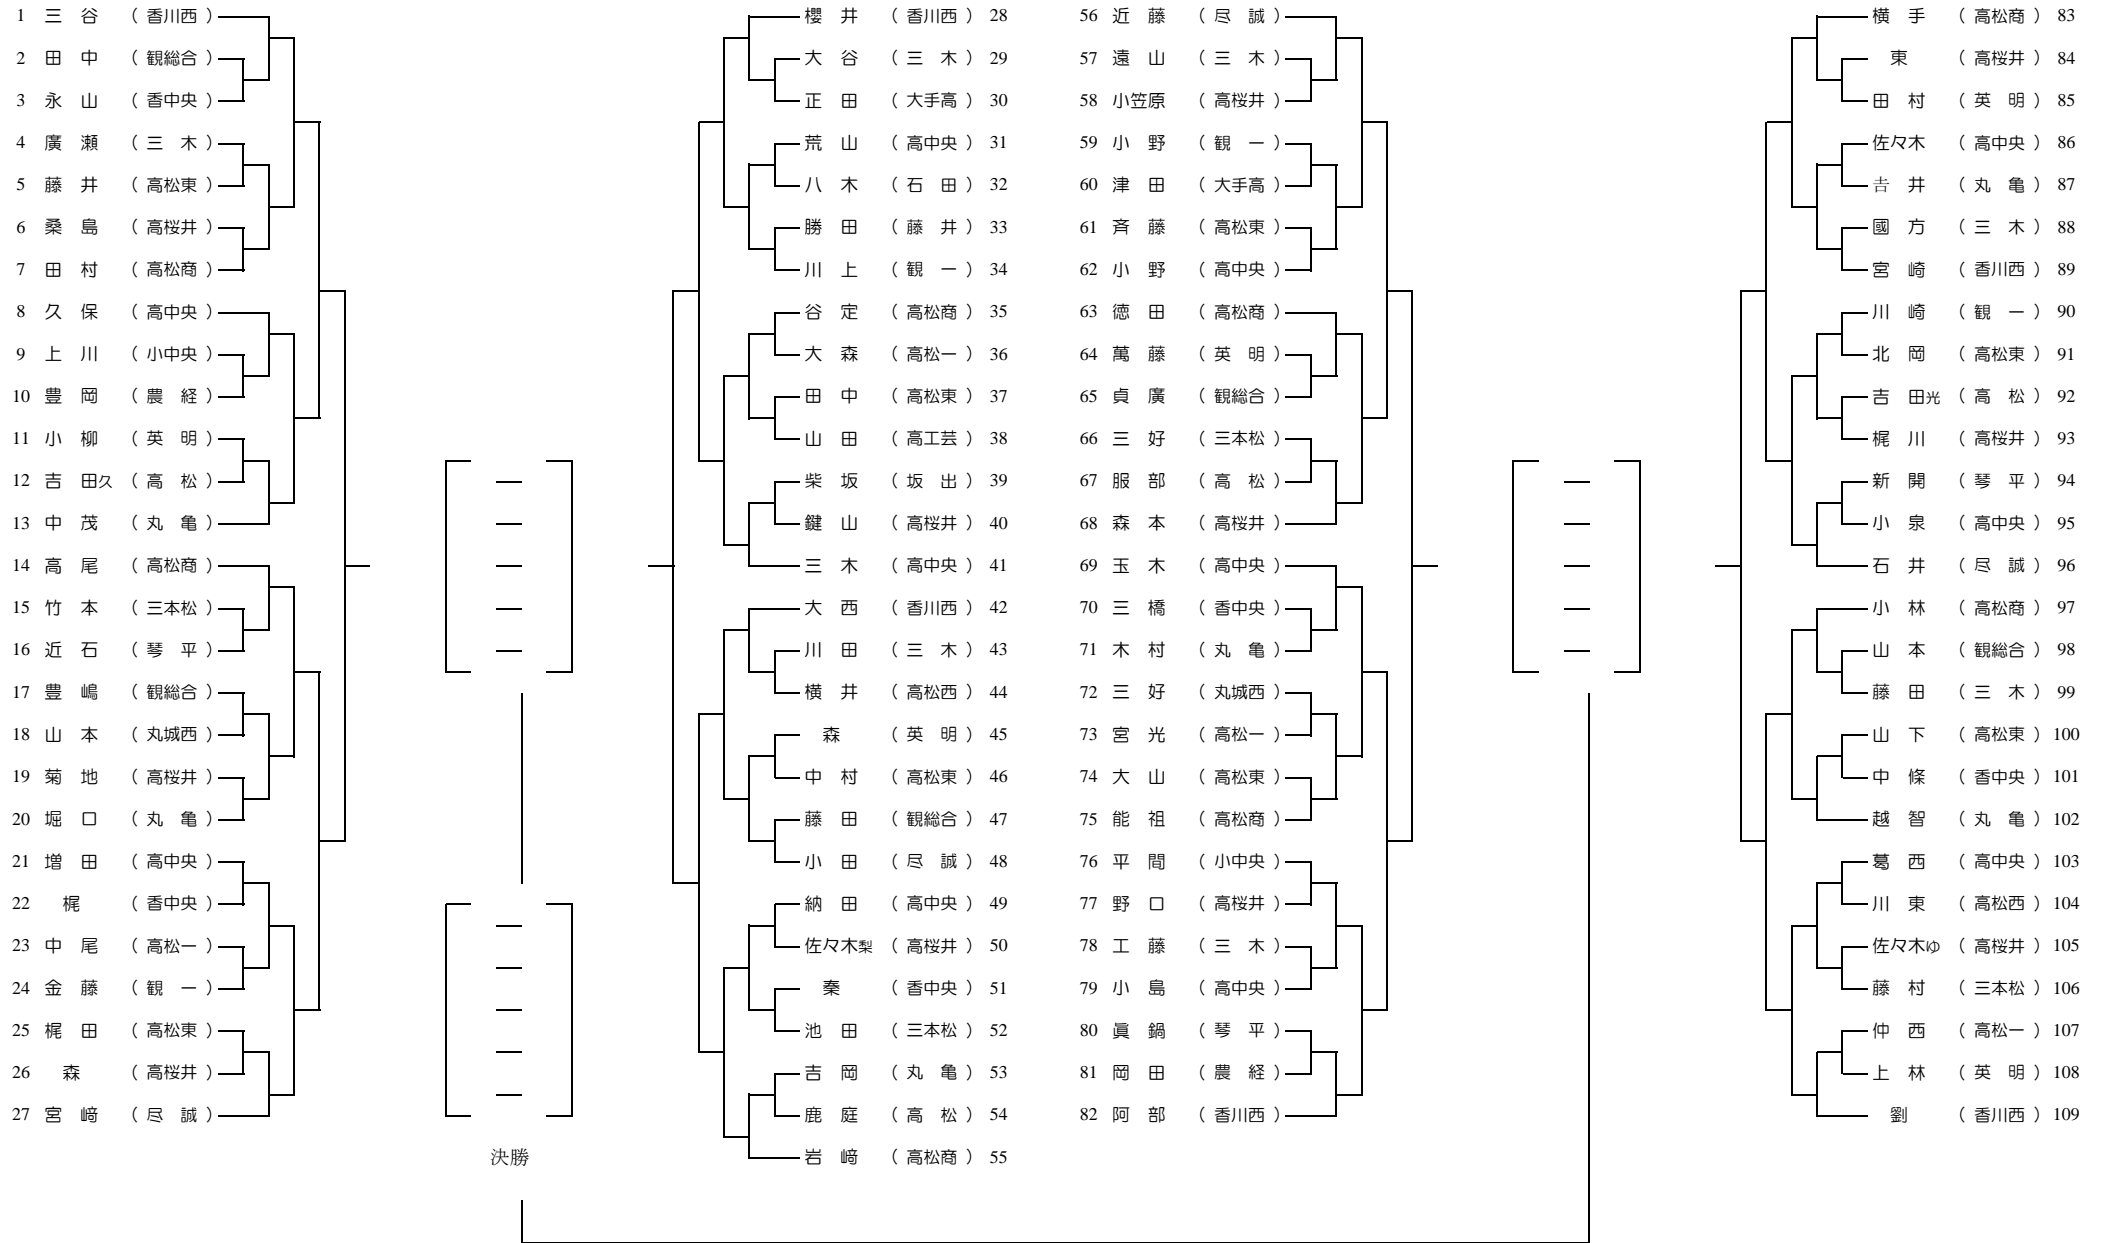 1 三 谷 （ 香川西 ）
2 田 中 （ 観総合 ）
3 永 山 （ 香中央 ）
4 廣 瀬 （ 三 木 ）
5 藤 井 （ 高松東 ）
6 桑 島 （ 高桜井 ）
7 田 村 （ 高松商 ）
8 久 保 （ 高中央 ）
9 上 川 （ 小中央 ）
10 豊 岡 （ 農 経 ）
11 小 柳 （ 英 明 ）
12 吉 田久 （ 高 松 ）
13 中 茂 （ 丸 亀 ）
14 高 尾 （ 高松商 ）
15 竹 本 （ 三本松 ）
16 近 石 （ 琴 平 ）
17 豊 嶋 （ 観総合 ）
18 山 本 （ 丸城西 ）
19 菊 地 （ 高桜井 ）
20 堀 口 （ 丸 亀 ）
21 増 田 （ 高中央 ）
22 梶 （ 香中央 ）
23 中 尾 （ 高松一 ）
24 金 藤 （ 観 一 ）
25 梶 田 （ 高松東 ）
26 森 （ 高桜井 ）
27 宮 﨑 （ 尽 誠 ）
決勝
櫻 井 （ 香川西 ） 28
大 谷 （ 三 木 ） 29
正 田 （ 大手高 ） 30
荒 山 （ 高中央 ） 31
八 木 （ 石 田 ） 32
勝 田 （ 藤 井 ） 33
川 上 （ 観 一 ） 34
谷 定 （ 高松商 ） 35
大 森 （ 高松一 ） 36
田 中 （ 高松東 ） 37
山 田 （ 高工芸 ） 38
柴 坂 （ 坂 出 ） 39
鍵 山 （ 高桜井 ） 40
三 木 （ 高中央 ） 41
大 西 （ 香川西 ） 42
川 田 （ 三 木 ） 43
横 井 （ 高松西 ） 44
森 （ 英 明 ） 45
中 村 （ 高松東 ） 46
藤 田 （ 観総合 ） 47
小 田 （ 尽 誠 ） 48
納 田 （ 高中央 ） 49
佐々木梨 （ 高桜井 ） 50
秦 （ 香中央 ） 51
池 田 （ 三本松 ） 52
吉 岡 （ 丸 亀 ） 53
鹿 庭 （ 高 松 ） 54
岩 﨑 （ 高松商 ） 55
56 近 藤 （ 尽 誠 ）
57 遠 山 （ 三 木 ）
58 小笠原 （ 高桜井 ）
59 小 野 （ 観 一 ）
60 津 田 （ 大手高 ）
61 斉 藤 （ 高松東 ）
62 小 野 （ 高中央 ）
63 徳 田 （ 高松商 ）
64 萬 藤 （ 英 明 ）
65 貞 廣 （ 観総合 ）
66 三 好 （ 三本松 ）
67 服 部 （ 高 松 ）
68 森 本 （ 高桜井 ）
69 玉 木 （ 高中央 ）
70 三 橋 （ 香中央 ）
71 木 村 （ 丸 亀 ）
72 三 好 （ 丸城西 ）
73 宮 光 （ 高松一 ）
74 大 山 （ 高松東 ）
75 能 祖 （ 高松商 ）
76 平 間 （ 小中央 ）
77 野 口 （ 高桜井 ）
78 工 藤 （ 三 木 ）
79 小 島 （ 高中央 ）
80 眞 鍋 （ 琴 平 ）
81 岡 田 （ 農 経 ）
82 阿 部 （ 香川西 ）
横 手 （ 高松商 ） 83
東 （ 高桜井 ） 84
田 村 （ 英 明 ） 85
佐々木 （ 高中央 ） 86
𠮷 井 （ 丸 亀 ） 87
國 方 （ 三 木 ） 88
宮 崎 （ 香川西 ） 89
川 崎 （ 観 一 ） 90
北 岡 （ 高松東 ） 91
吉 田光 （ 高 松 ） 92
梶 川 （ 高桜井 ） 93
新 開 （ 琴 平 ） 94
小 泉 （ 高中央 ） 95
石 井 （ 尽 誠 ） 96
小 林 （ 高松商 ） 97
山 本 （ 観総合 ） 98
藤 田 （ 三 木 ） 99
山 下 （ 高松東 ） 100
中 條 （ 香中央 ） 101
越 智 （ 丸 亀 ） 102
葛 西 （ 高中央 ） 103
川 東 （ 高松西 ） 104
佐々木ゆ （ 高桜井 ） 105
藤 村 （ 三本松 ） 106
仲 西 （ 高松一 ） 107
上 林 （ 英 明 ） 108
劉 （ 香川西 ） 109